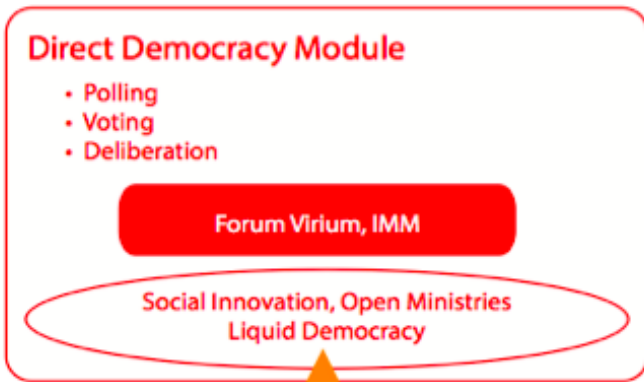 Direct Democracy Module
• Polling
• Voting
• Deliberation
Forum Virium, IMM
Social Innovation, Open Ministries
Liquid Democracy